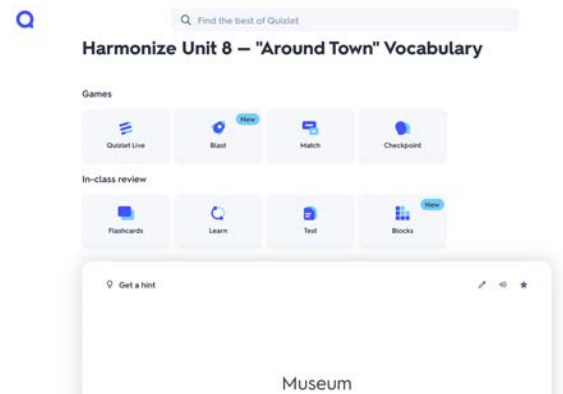 Find the best of Quizlet
Harmonize Unit 8 – "Around Town" Vocabulary
Games
Quizlet Live
Blast
New
Match
Checkpoint
In-class review
Flashcards
Learn
Test
Blocks
New
Get a hint
Museum